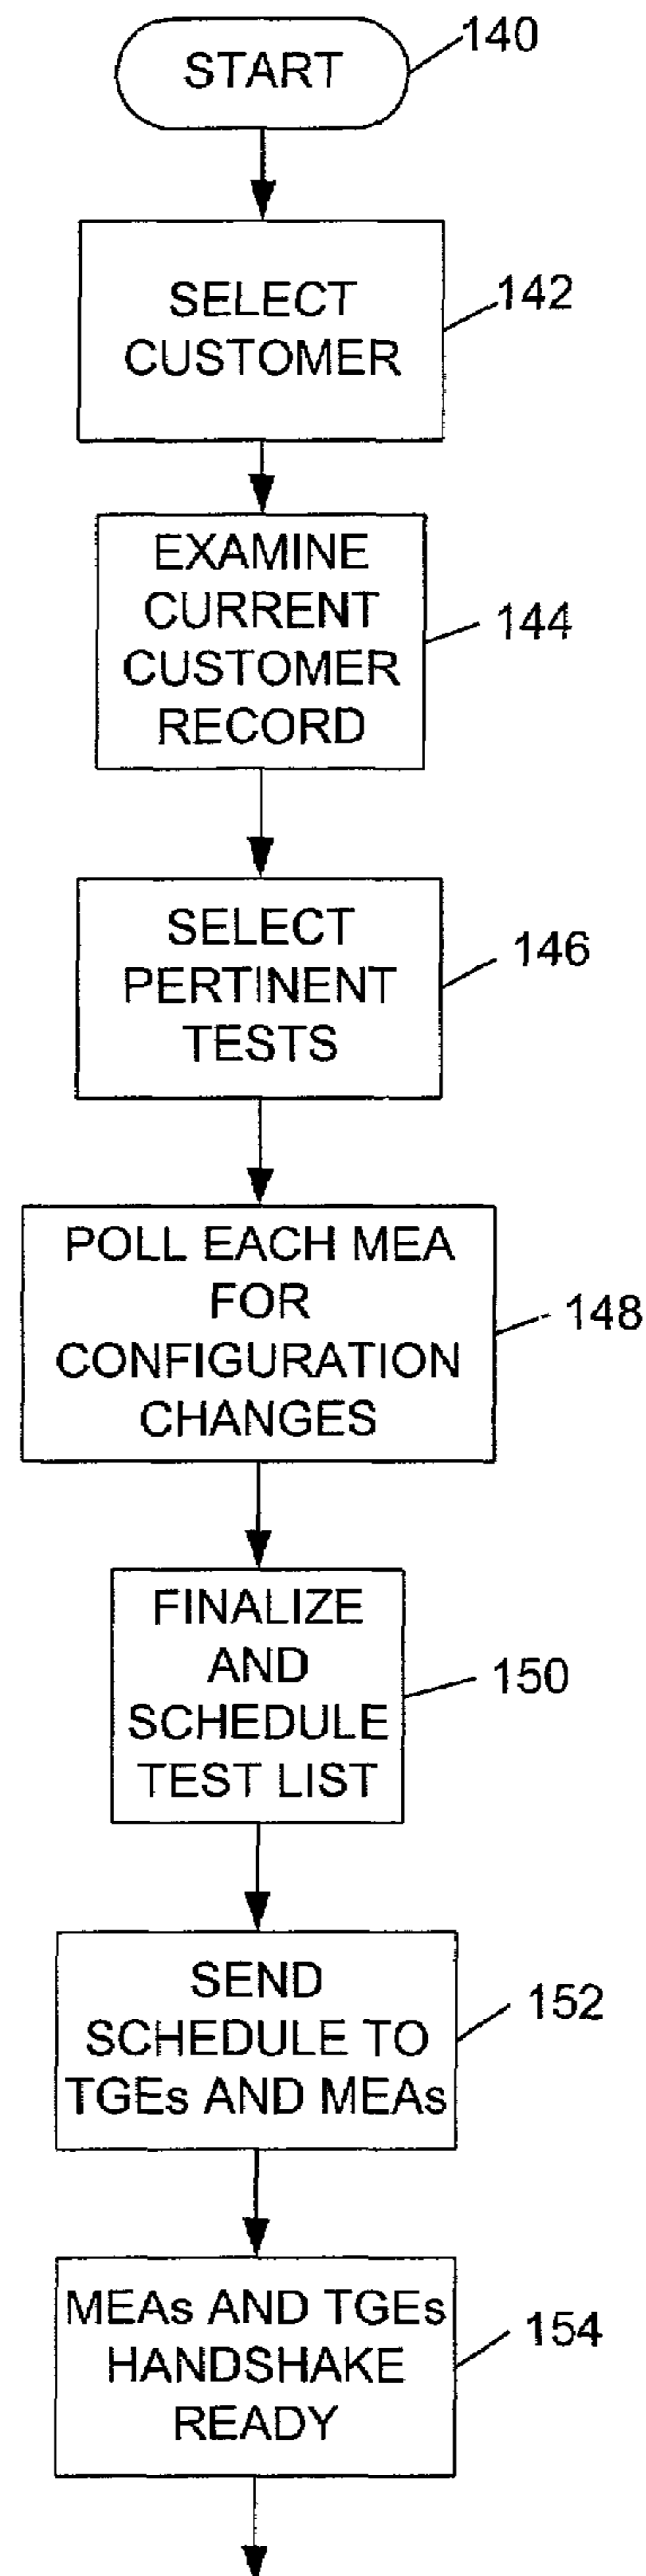 START
140
SELECT
CUSTOMER
142
EXAMINE
CURRENT
CUSTOMER
RECORD
144
SELECT
PERTINENT
TESTS
146
POLL EACH MEA
FOR
CONFIGURATION
CHANGES
148
FINALIZE
AND
SCHEDULE
TEST LIST
150
SEND
SCHEDULE TO
TGEs AND MEAs
152
MEAs AND TGEs
HANDSHAKE
READY
154